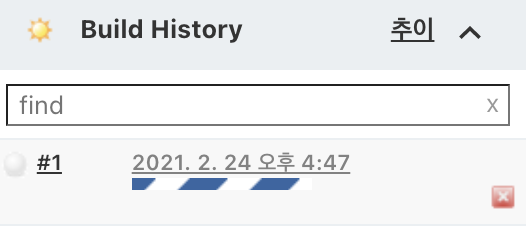 Build History 추이
find x
#1 2021. 2. 24 오후 4:47